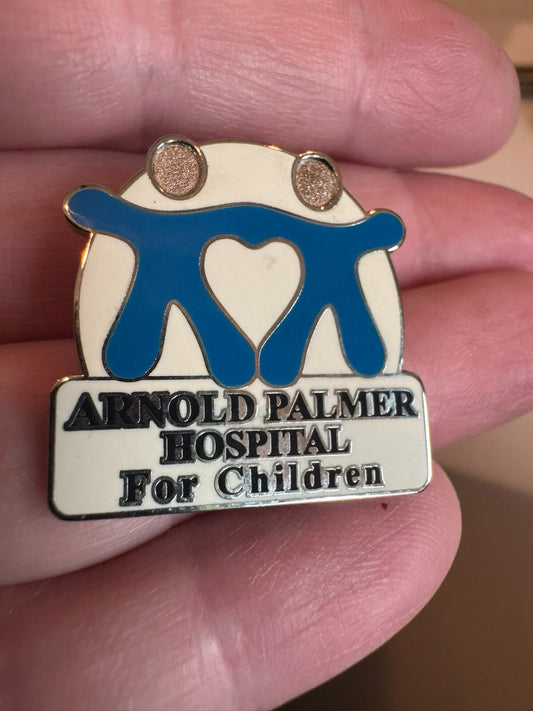 ARNOLD PALMER
HOSPITAL
For Children